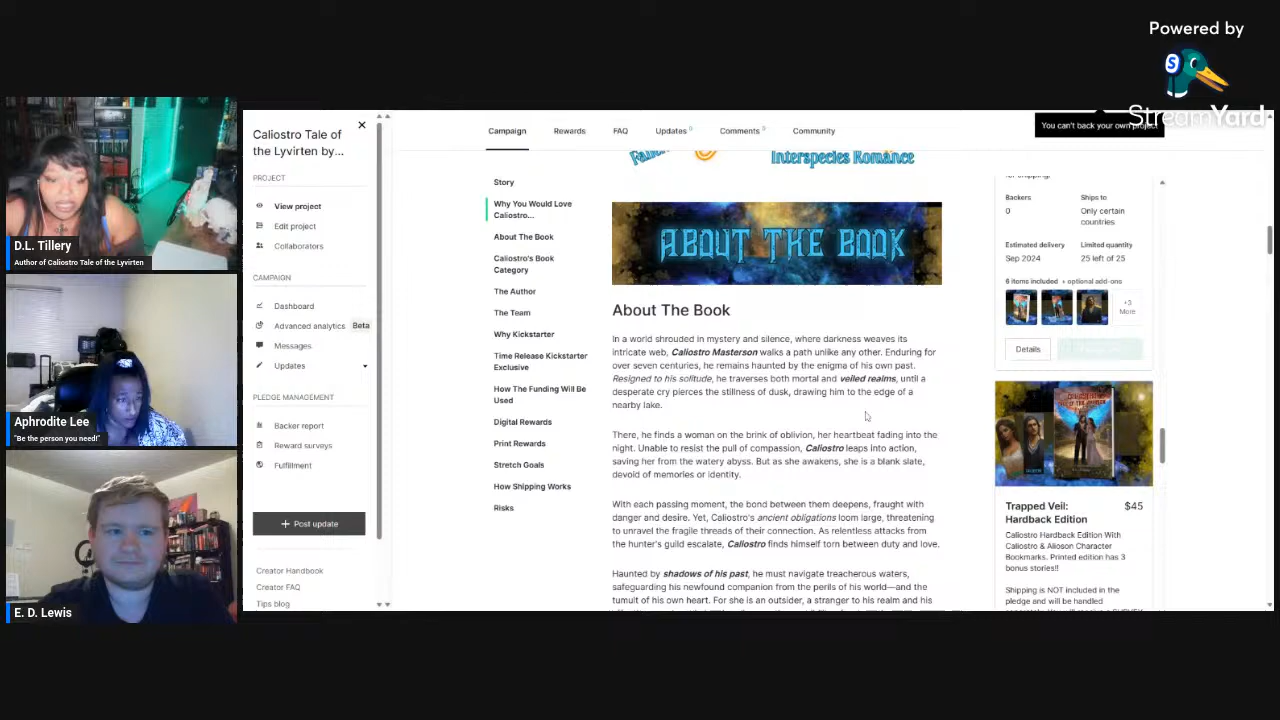 Powered by
S
StreamYard
D.L. Tillery
Author of Caliostro Tale of the Lyvirten
Aphrodite Lee
"Be the person you need!"
E. D. Lewis
Caliostro Tale of
the Lyvirten by...
PROJECT
View project
Edit project
Collaborators
CAMPAIGN
Dashboard
Advanced analytics Beta
Messages
Updates
PLEDGE MANAGEMENT
Backer report
Reward surveys
Fulfillment
+ Post update
Creator Handbook
Creator FAQ
Tips blog
Campaign Rewards FAQ Updates 0 Comments 0 Community
You can't back your own project
Interspecies Romance
Story
Why You Would Love
Caliostro...
About The Book
Caliostro's Book
Category
The Author
The Team
Why Kickstarter
Time Release Kickstarter
Exclusive
How The Funding Will Be
Used
Digital Rewards
Print Rewards
Stretch Goals
How Shipping Works
Risks
ABOUT THE BOOK
About The Book
In a world shrouded in mystery and silence, where darkness weaves its
intricate web, Caliostro Masterson walks a path unlike any other. Enduring for
over seven centuries, he remains haunted by the enigma of his own past.
Resigned to his solitude, he traverses both mortal and veiled realms, until a
desperate cry pierces the stillness of dusk, drawing him to the edge of a
nearby lake.
There, he finds a woman on the brink of oblivion, her heartbeat fading into the
night. Unable to resist the pull of compassion, Caliostro leaps into action,
saving her from the watery abyss. But as she awakens, she is a blank slate,
devoid of memories or identity.
With each passing moment, the bond between them deepens, fraught with
danger and desire. Yet, Caliostro's ancient obligations loom large, threatening
to unravel the fragile threads of their connection. As relentless attacks from
the hunter's guild escalate, Caliostro finds himself torn between duty and love.
Haunted by shadows of his past, he must navigate treacherous waters,
safeguarding his newfound companion from the perils of his world—and the
tumult of his own heart. For she is an outsider, a stranger to his realm and his
for shipping.
Backers
0
Ships to
Only certain
countries
Estimated delivery
Sep 2024
Limited quantity
25 left of 25
6 items included + optional add-ons
+3
More
Details
Trapped Veil: $45
Hardback Edition
Caliostro Hardback Edition With
Caliostro & Alioson Character
Bookmarks. Printed edition has 3
bonus stories!!
Shipping is NOT included in the
pledge and will be handled